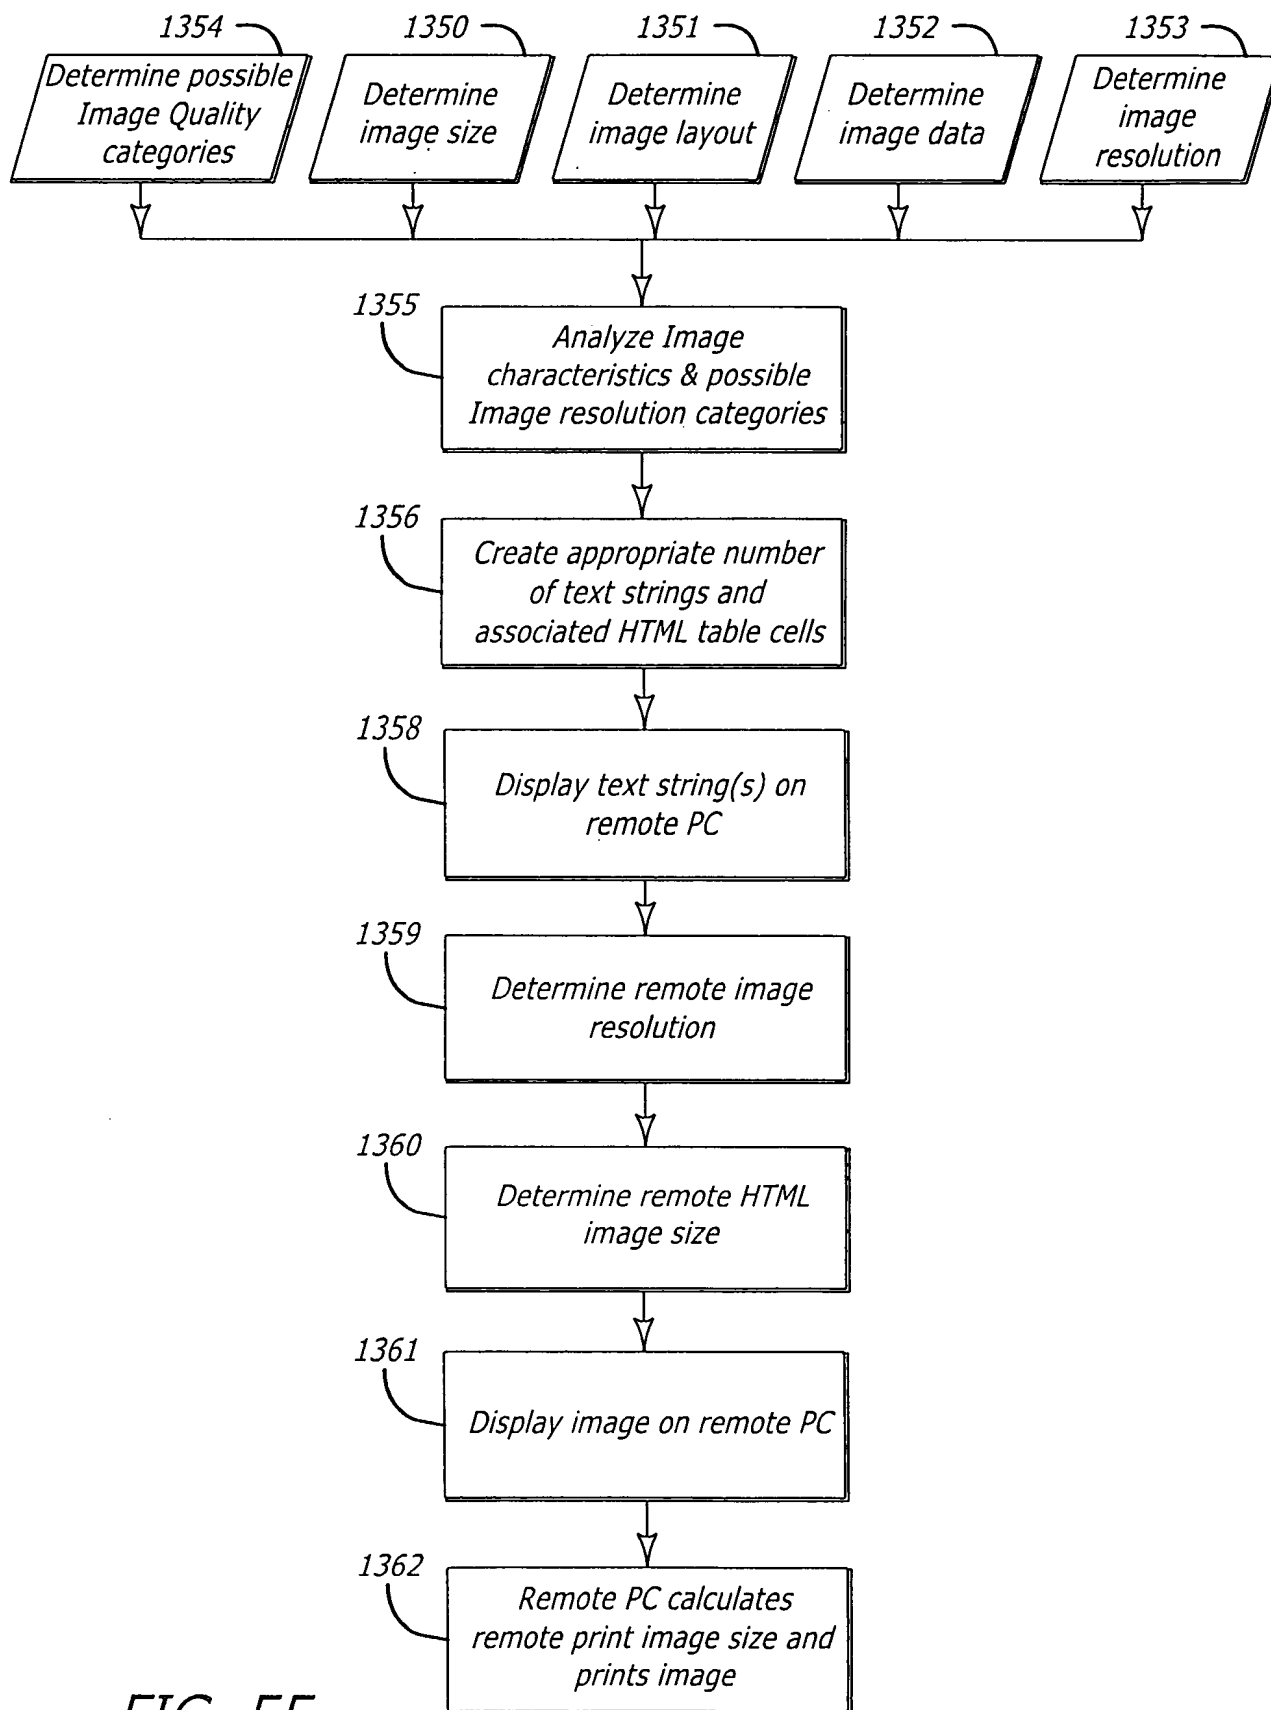 1354
1350
1351
1352
1353
Determine possible
Image Quality
categories
Determine
image size
Determine
image layout
Determine
image data
Determine
image
resolution
1355
Analyze Image
characteristics & possible
Image resolution categories
1356
Create appropriate number
of text strings and
associated HTML table cells
1358
Display text string(s) on
remote PC
1359
Determine remote image
resolution
1360
Determine remote HTML
image size
1361
Display image on remote PC
1362
Remote PC calculates
remote print image size and
prints image
FIG.